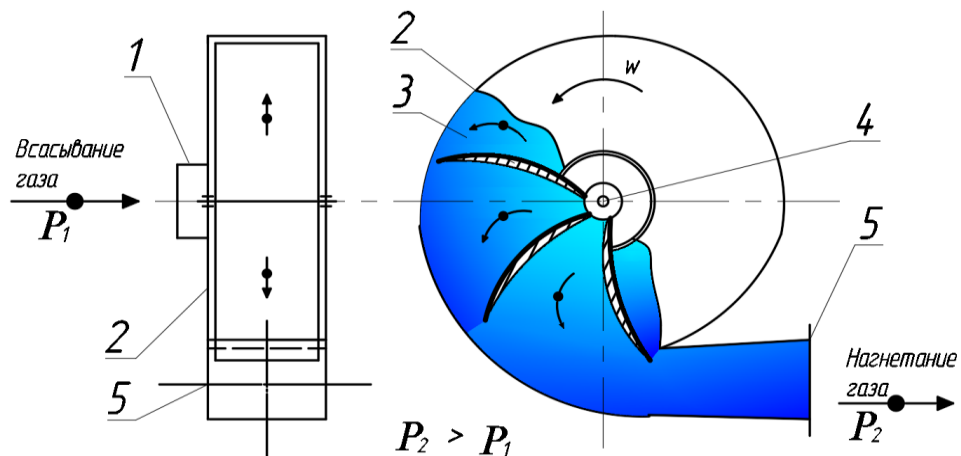 1
Всасывание
газа
P₁
2
5
2
3
w
4
5
Нагнетание
газа
P₂
P₂ > P₁